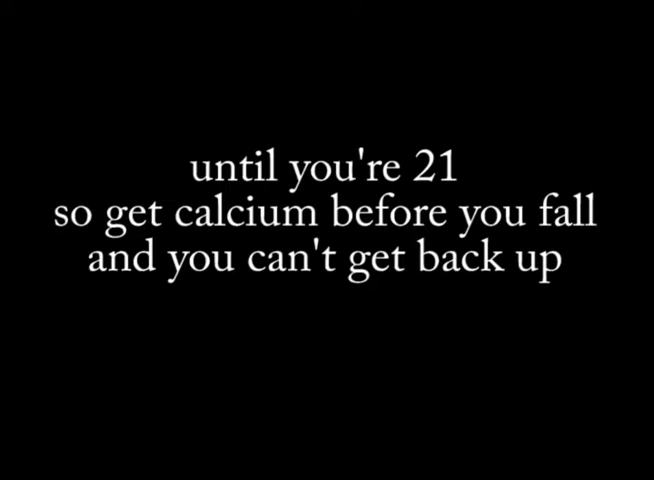 until you're 21
so get calcium before you fall
and you can't get back up